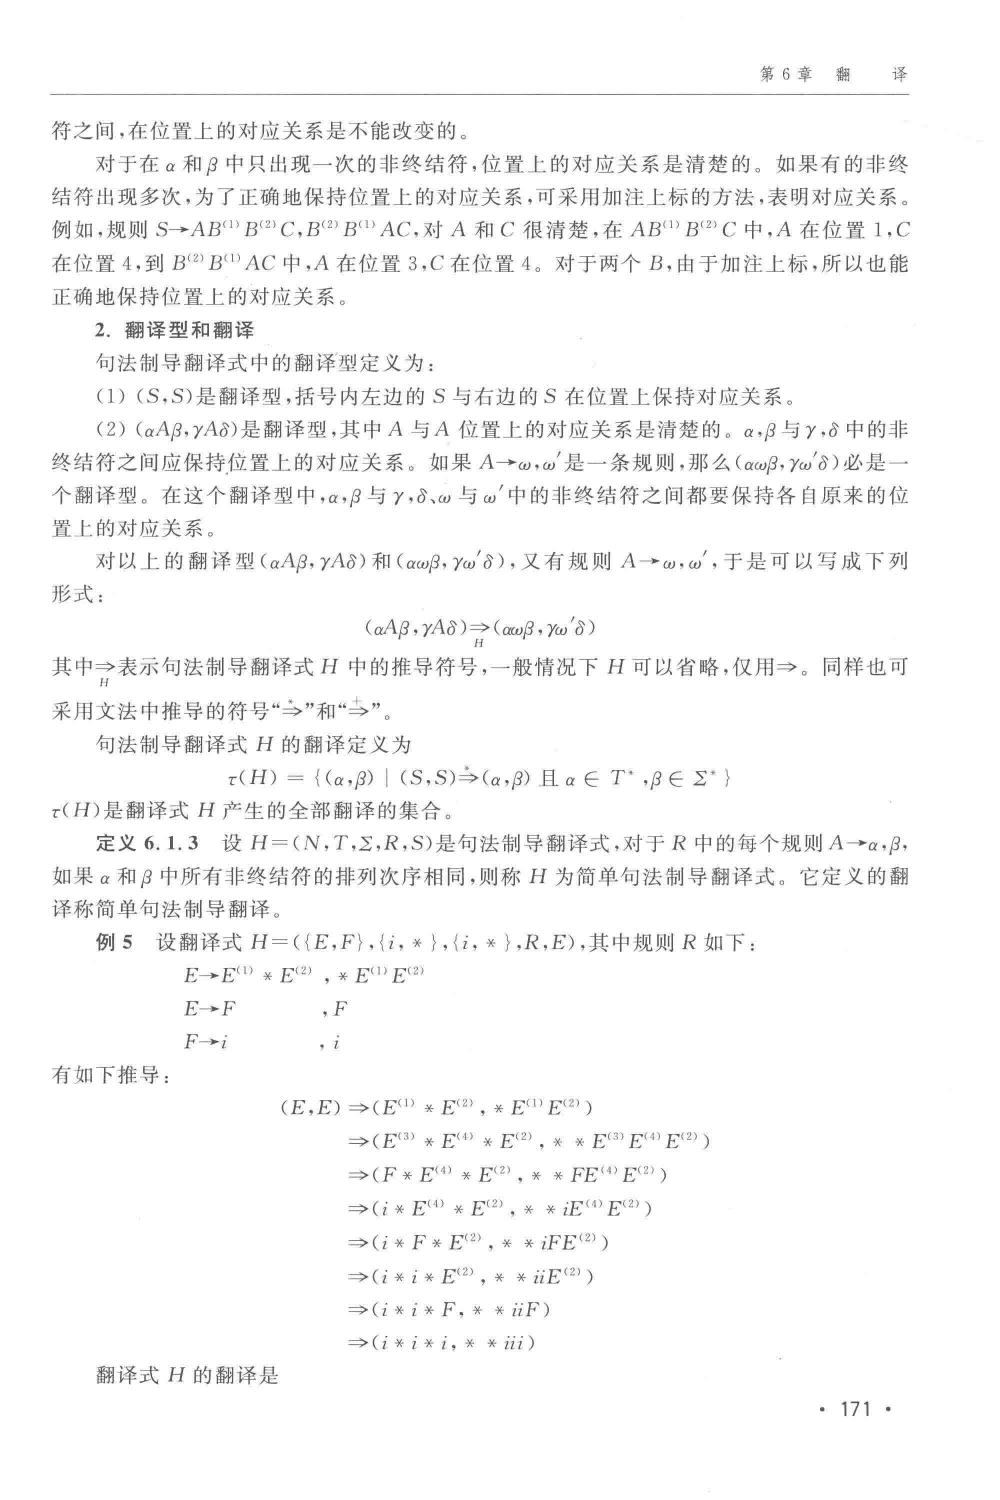 第6章 翻 译
符之间,在位置上的对应关系是不能改变的。
对于在 α 和 β 中只出现一次的非终结符,位置上的对应关系是清楚的。如果有的非终
结符出现多次,为了正确地保持位置上的对应关系,可采用加注上标的方法,表明对应关系。
例如,规则 S→AB⁽¹⁾B⁽²⁾C,B⁽²⁾B⁽¹⁾AC,对 A 和 C 很清楚,在 AB⁽¹⁾B⁽²⁾C 中,A 在位置 1,C
在位置 4,到 B⁽²⁾B⁽¹⁾AC 中,A 在位置 3,C 在位置 4。对于两个 B,由于加注上标,所以也能
正确地保持位置上的对应关系。
2. 翻译型和翻译
句法制导翻译式中的翻译型定义为:
(1) (S,S)是翻译型,括号内左边的 S 与右边的 S 在位置上保持对应关系。
(2) (αAβ,γAδ)是翻译型,其中 A 与 A 位置上的对应关系是清楚的。α,β 与 γ,δ 中的非
终结符之间应保持位置上的对应关系。如果 A→ω,ω′是一条规则,那么(αωβ,γω′δ)必是一
个翻译型。在这个翻译型中,α,β 与 γ,δ、ω 与 ω′中的非终结符之间都要保持各自原来的位
置上的对应关系。
对以上的翻译型(αAβ,γAδ)和(αωβ,γω′δ),又有规则 A→ω,ω′,于是可以写成下列
形式:
(αAβ,γAδ)⇒(αωβ,γω′δ)
H
其中⇒表示句法制导翻译式 H 中的推导符号,一般情况下 H 可以省略,仅用⇒。同样也可
H
采用文法中推导的符号“⇒*”和“⇒+”。
句法制导翻译式 H 的翻译定义为
τ(H) = {(α,β) | (S,S)⇒*(α,β) 且 α ∈ T*,β ∈ Σ*}
τ(H)是翻译式 H 产生的全部翻译的集合。
定义 6.1.3 设 H=(N,T,Σ,R,S)是句法制导翻译式,对于 R 中的每个规则 A→α,β,
如果 α 和 β 中所有非终结符的排列次序相同,则称 H 为简单句法制导翻译式。它定义的翻
译称简单句法制导翻译。
例 5 设翻译式 H=({E,F},{i,*},{i,*},R,E),其中规则 R 如下:
E→E⁽¹⁾*E⁽²⁾ ,*E⁽¹⁾E⁽²⁾
E→F ,F
F→i ,i
有如下推导:
(E,E) ⇒(E⁽¹⁾*E⁽²⁾,*E⁽¹⁾E⁽²⁾)
⇒(E⁽³⁾*E⁽⁴⁾*E⁽²⁾,**E⁽³⁾E⁽⁴⁾E⁽²⁾)
⇒(F*E⁽⁴⁾*E⁽²⁾,**FE⁽⁴⁾E⁽²⁾)
⇒(i*E⁽⁴⁾*E⁽²⁾,**iE⁽⁴⁾E⁽²⁾)
⇒(i*F*E⁽²⁾,**iFE⁽²⁾)
⇒(i*i*E⁽²⁾,**iiE⁽²⁾)
⇒(i*i*F,**iiF)
⇒(i*i*i,**iii)
翻译式 H 的翻译是
· 171 ·